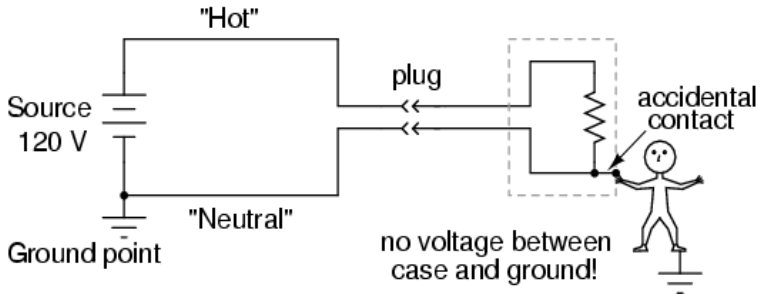 "Hot"
plug
Source
120 V
accidental
contact
"Neutral"
Ground point
no voltage between
case and ground!